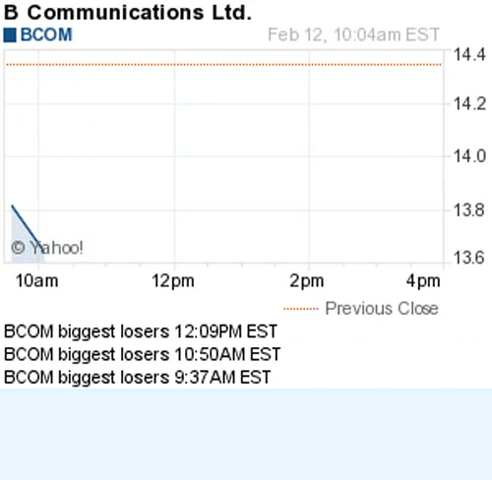 B Communications Ltd.
BCOM Feb 12, 10:04am EST
14.4
14.2
14.0
13.8
© Yahoo!
13.6
10am 12pm 2pm 4pm
Previous Close
BCOM biggest losers 12:09PM EST
BCOM biggest losers 10:50AM EST
BCOM biggest losers 9:37AM EST